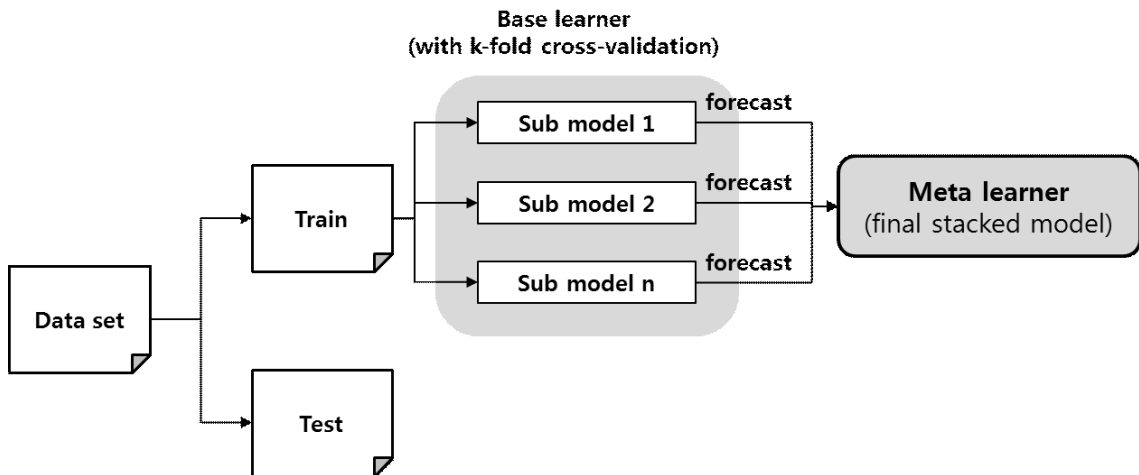 Base learner
(with k-fold cross-validation)
forecast
Sub model 1
forecast
Sub model 2
forecast
Sub model n
Train
Data set
Test
Meta learner
(final stacked model)